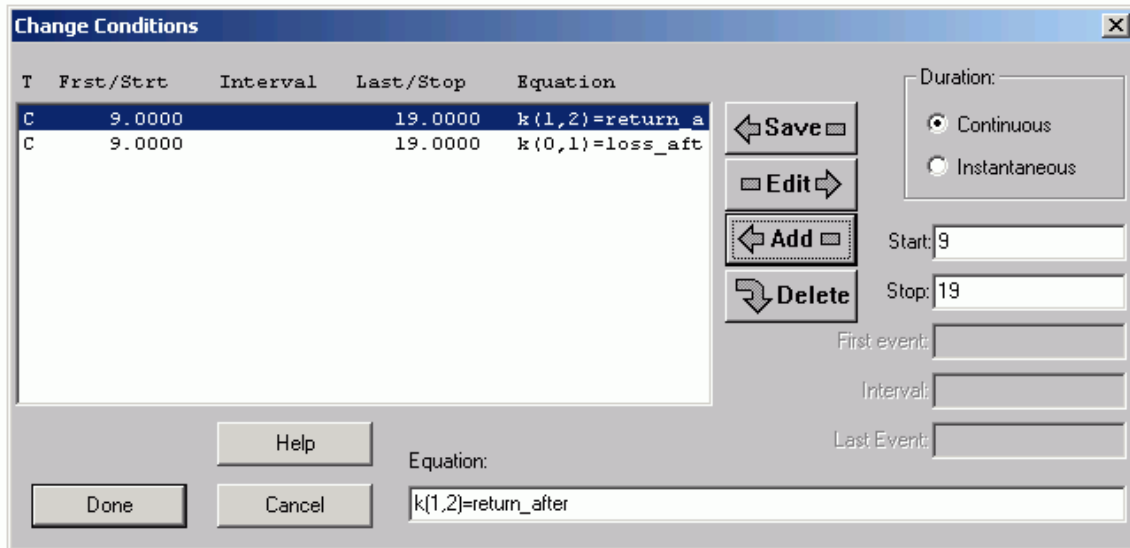 Change Conditions
T Frst/Strt Interval Last/Stop Equation
C 9.0000 19.0000 k(1,2)=return_a
C 9.0000 19.0000 k(0,1)=loss_aft
Save
Edit
Add
Delete
Duration:
Continuous
Instantaneous
Start: 9
Stop: 19
First event:
Interval:
Last Event:
Help
Done
Cancel
Equation:
k(1,2)=return_after